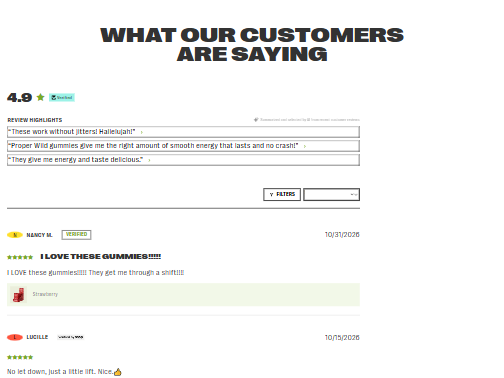 WHAT OUR CUSTOMERS
ARE SAYING
4.9 ★ Verified
REVIEW HIGHLIGHTS
"These work without jitters! Hallelujah!" ›
"Proper Wild gummies give me the right amount of smooth energy that lasts and no crash!" ›
"They give me energy and taste delicious." ›
FILTERS
N NANCY M. VERIFIED 10/31/2026
★★★★★ I LOVE THESE GUMMIES!!!!!
I LOVE these gummies!!!!! They get me through a shift!!!!
Strawberry
L LUCILLE 10/15/2026
★★★★★
No let down, just a little lift. Nice.👍